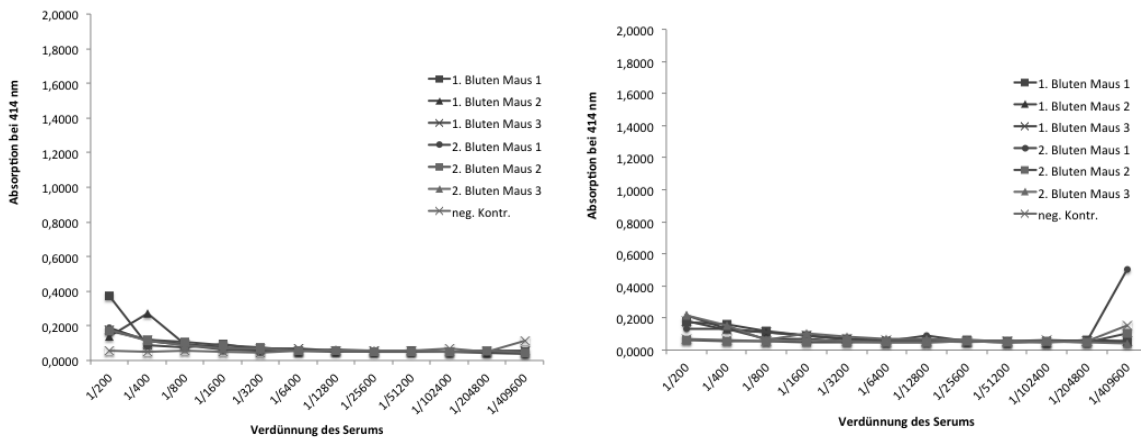 2,0000
1,8000
1,6000
1,4000
1,2000
1,0000
0,8000
0,6000
0,4000
0,2000
0,0000
Absorption bei 414 nm
1. Bluten Maus 1
1. Bluten Maus 2
1. Bluten Maus 3
2. Bluten Maus 1
2. Bluten Maus 2
2. Bluten Maus 3
neg. Kontr.
1/200
1/400
1/800
1/1600
1/3200
1/6400
1/12800
1/25600
1/51200
1/102400
1/204800
1/409600
Verdünnung des Serums
2,0000
1,8000
1,6000
1,4000
1,2000
1,0000
0,8000
0,6000
0,4000
0,2000
0,0000
Absorption bei 414 nm
1. Bluten Maus 1
1. Bluten Maus 2
1. Bluten Maus 3
2. Bluten Maus 1
2. Bluten Maus 2
2. Bluten Maus 3
neg. Kontr.
1/200
1/400
1/800
1/1600
1/3200
1/6400
1/12800
1/25600
1/51200
1/102400
1/204800
1/409600
Verdünnung des Serums